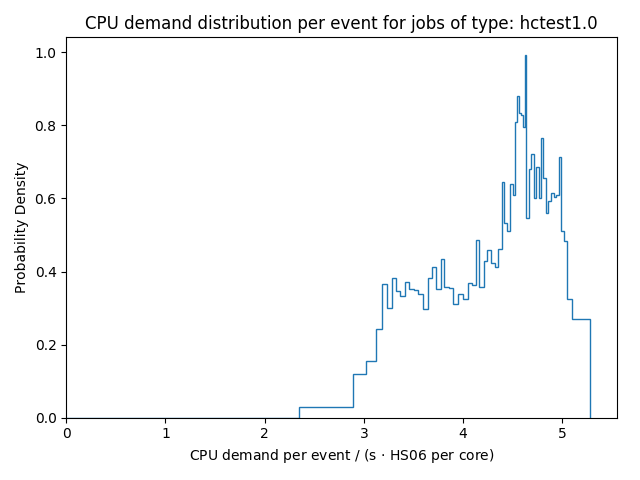 CPU demand distribution per event for jobs of type: hctest1.0
1.0
0.8
0.6
0.4
0.2
0.0
Probability Density
0 1 2 3 4 5
CPU demand per event / (s · HS06 per core)